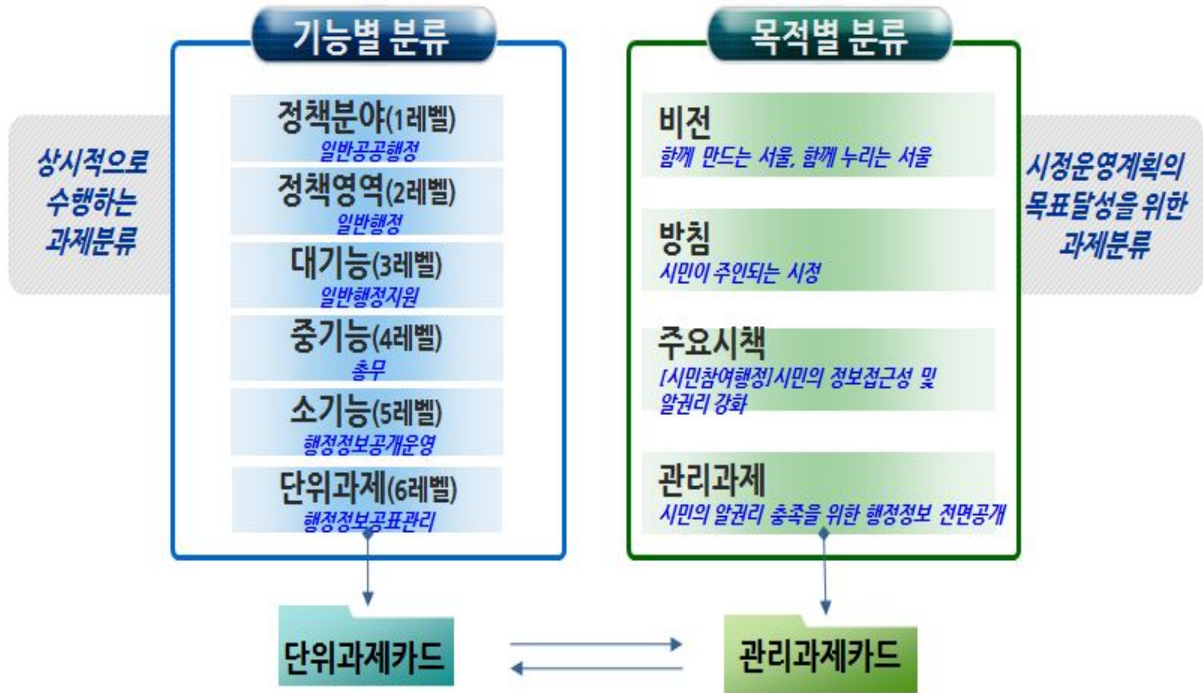 기능별 분류
상시적으로
수행하는
과제분류
정책분야(1레벨)
일반공공행정
정책영역(2레벨)
일반행정
대기능(3레벨)
일반행정지원
중기능(4레벨)
총무
소기능(5레벨)
행정정보공개운영
단위과제(6레벨)
행정정보공표관리
단위과제카드
목적별 분류
비전
함께 만드는 서울, 함께 누리는 서울
방침
시민이 주인되는 시정
주요시책
[시민참여행정]시민의 정보접근성 및
알권리 강화
관리과제
시민의 알권리 충족을 위한 행정정보 전면공개
시정운영계획의
목표달성을 위한
과제분류
관리과제카드